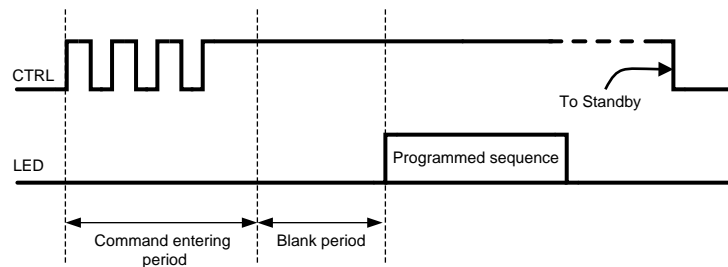 CTRL
To Standby
LED
Programmed sequence
Command entering
period
Blank period